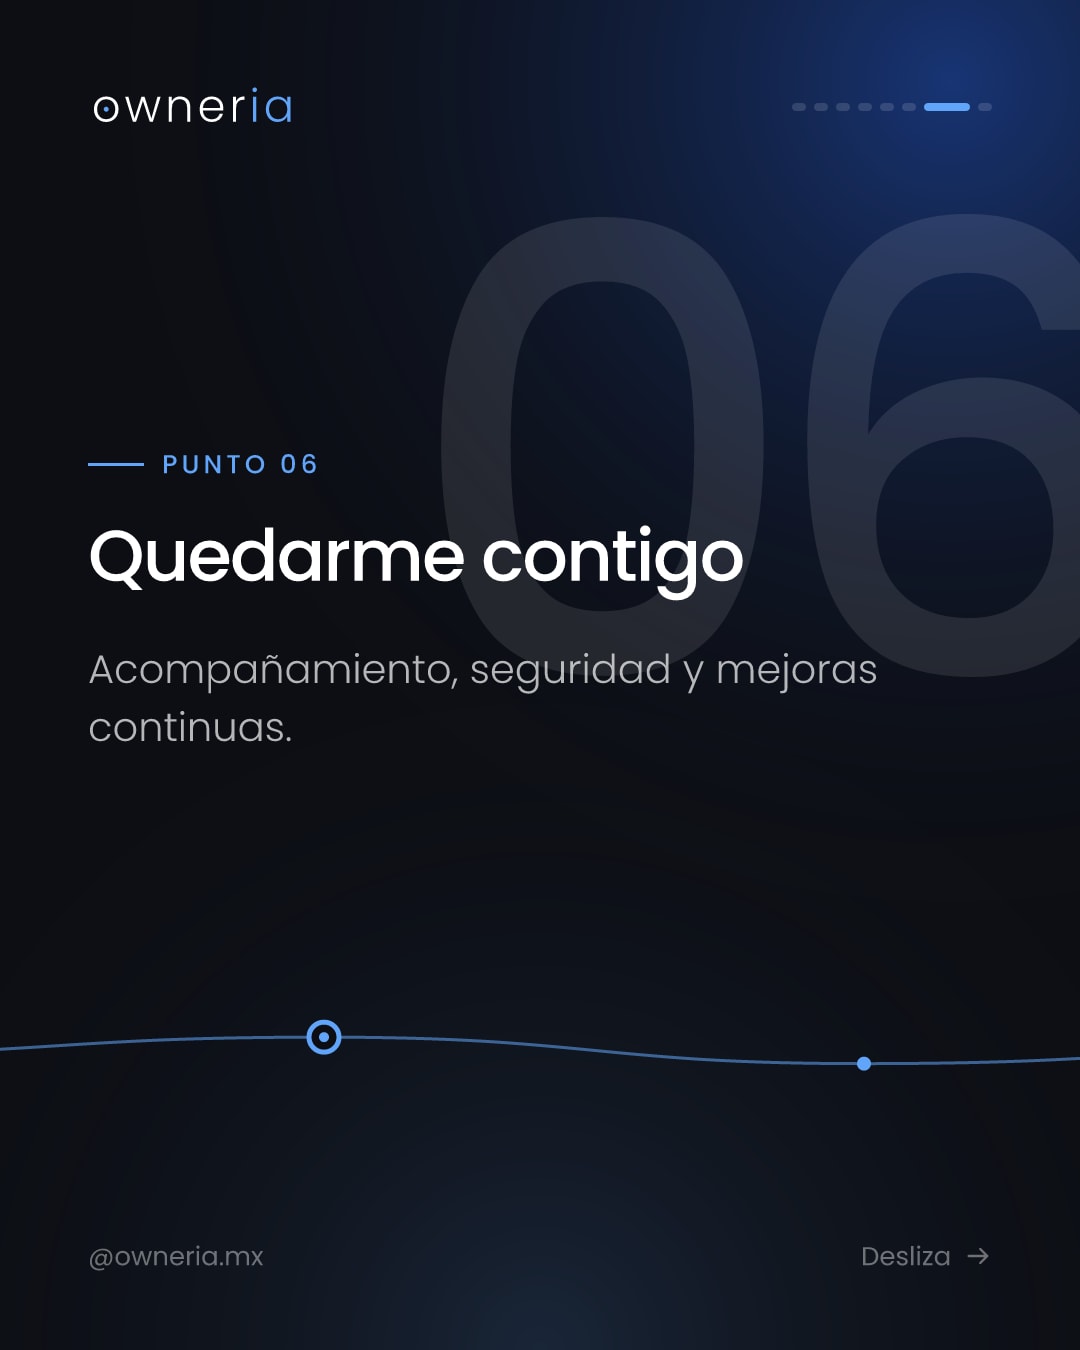 owneria
06
PUNTO 06
Quedarme contigo
Acompañamiento, seguridad y mejoras
continuas.
@owneria.mx
Desliza →